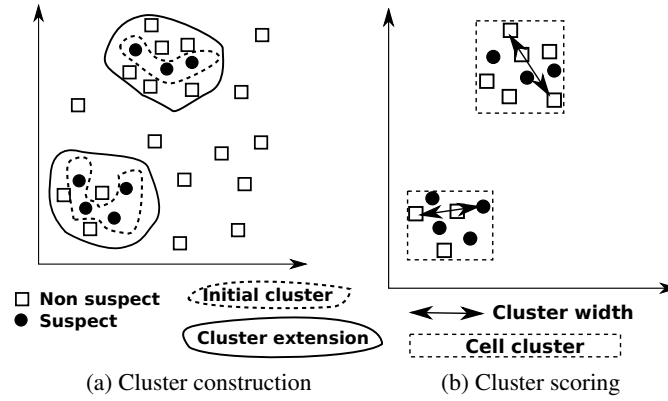 Non suspect
Suspect
Initial cluster
Cluster extension
Cluster width
Cell cluster
(a) Cluster construction
(b) Cluster scoring